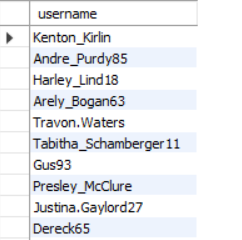 username
Kenton_Kirlin
Andre_Purdy85
Harley_Lind18
Arely_Bogan63
Travon.Waters
Tabitha_Schamberger11
Gus93
Presley_McClure
Justina.Gaylord27
Dereck65